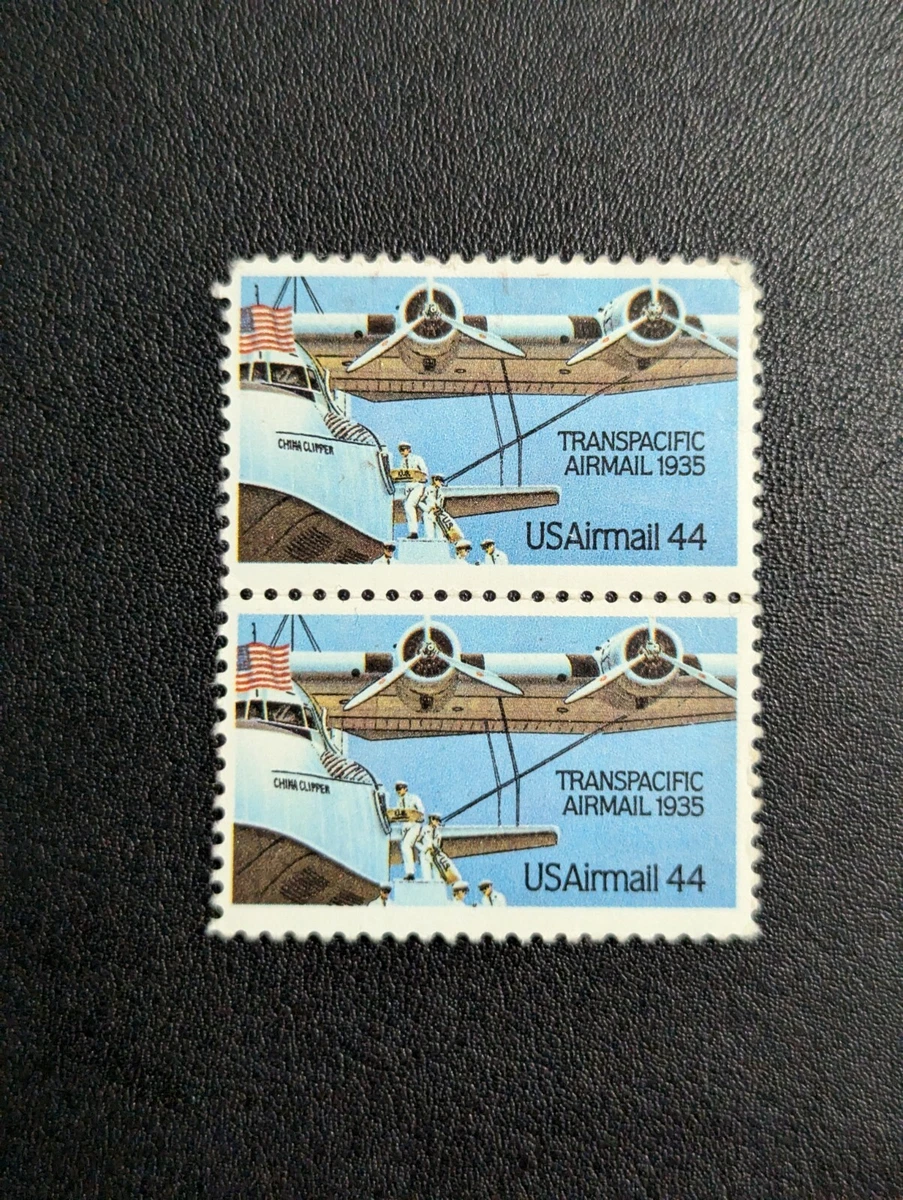 CHINA CLIPPER
U.S.
U.S.
TRANSPACIFIC
AIRMAIL 1935
USAirmail 44
CHINA CLIPPER
U.S.
U.S.
TRANSPACIFIC
AIRMAIL 1935
USAirmail 44